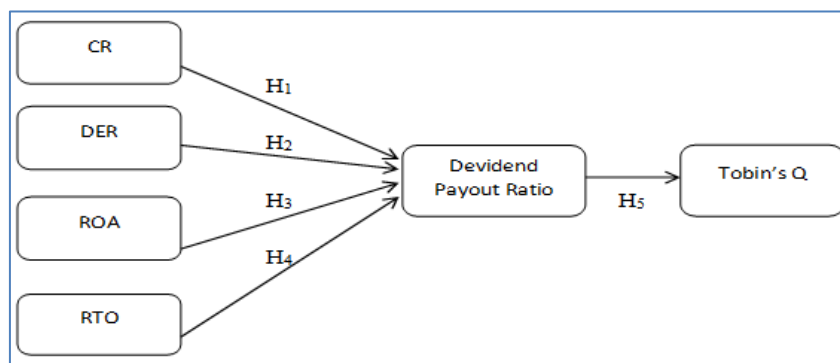 CR
H₁
DER
H₂
Devidend
Payout Ratio
Tobin's Q
H₃
ROA
H₅
H₄
RTO